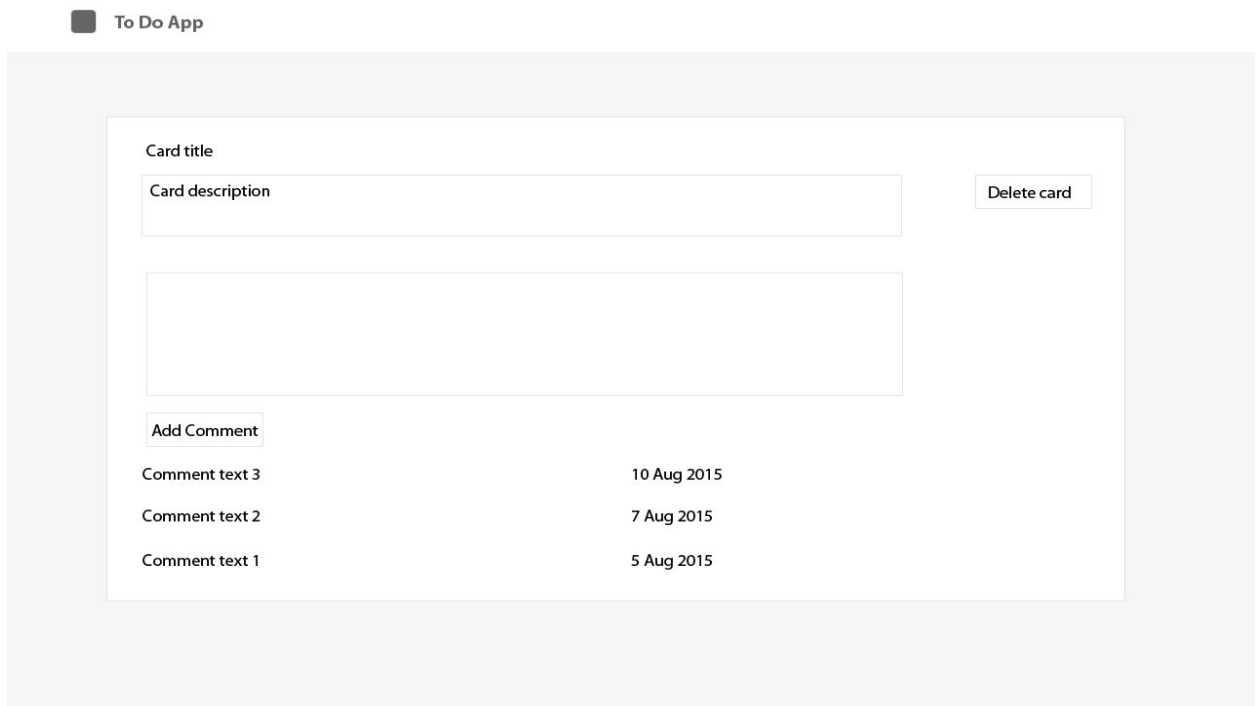 To Do App
Card title
Card description
Delete card
Add Comment
Comment text 3 10 Aug 2015
Comment text 2 7 Aug 2015
Comment text 1 5 Aug 2015